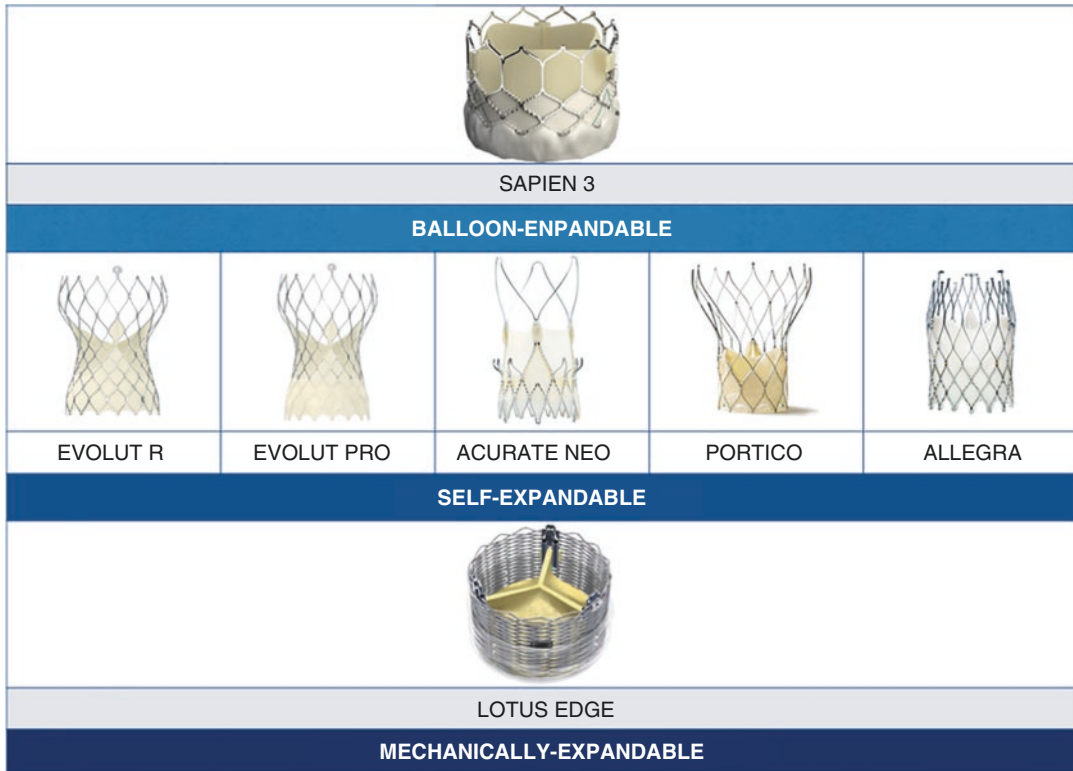 SAPIEN 3
BALLOON-ENPANDABLE
EVOLUT R
EVOLUT PRO
ACURATE NEO
PORTICO
ALLEGRA
SELF-EXPANDABLE
LOTUS EDGE
MECHANICALLY-EXPANDABLE